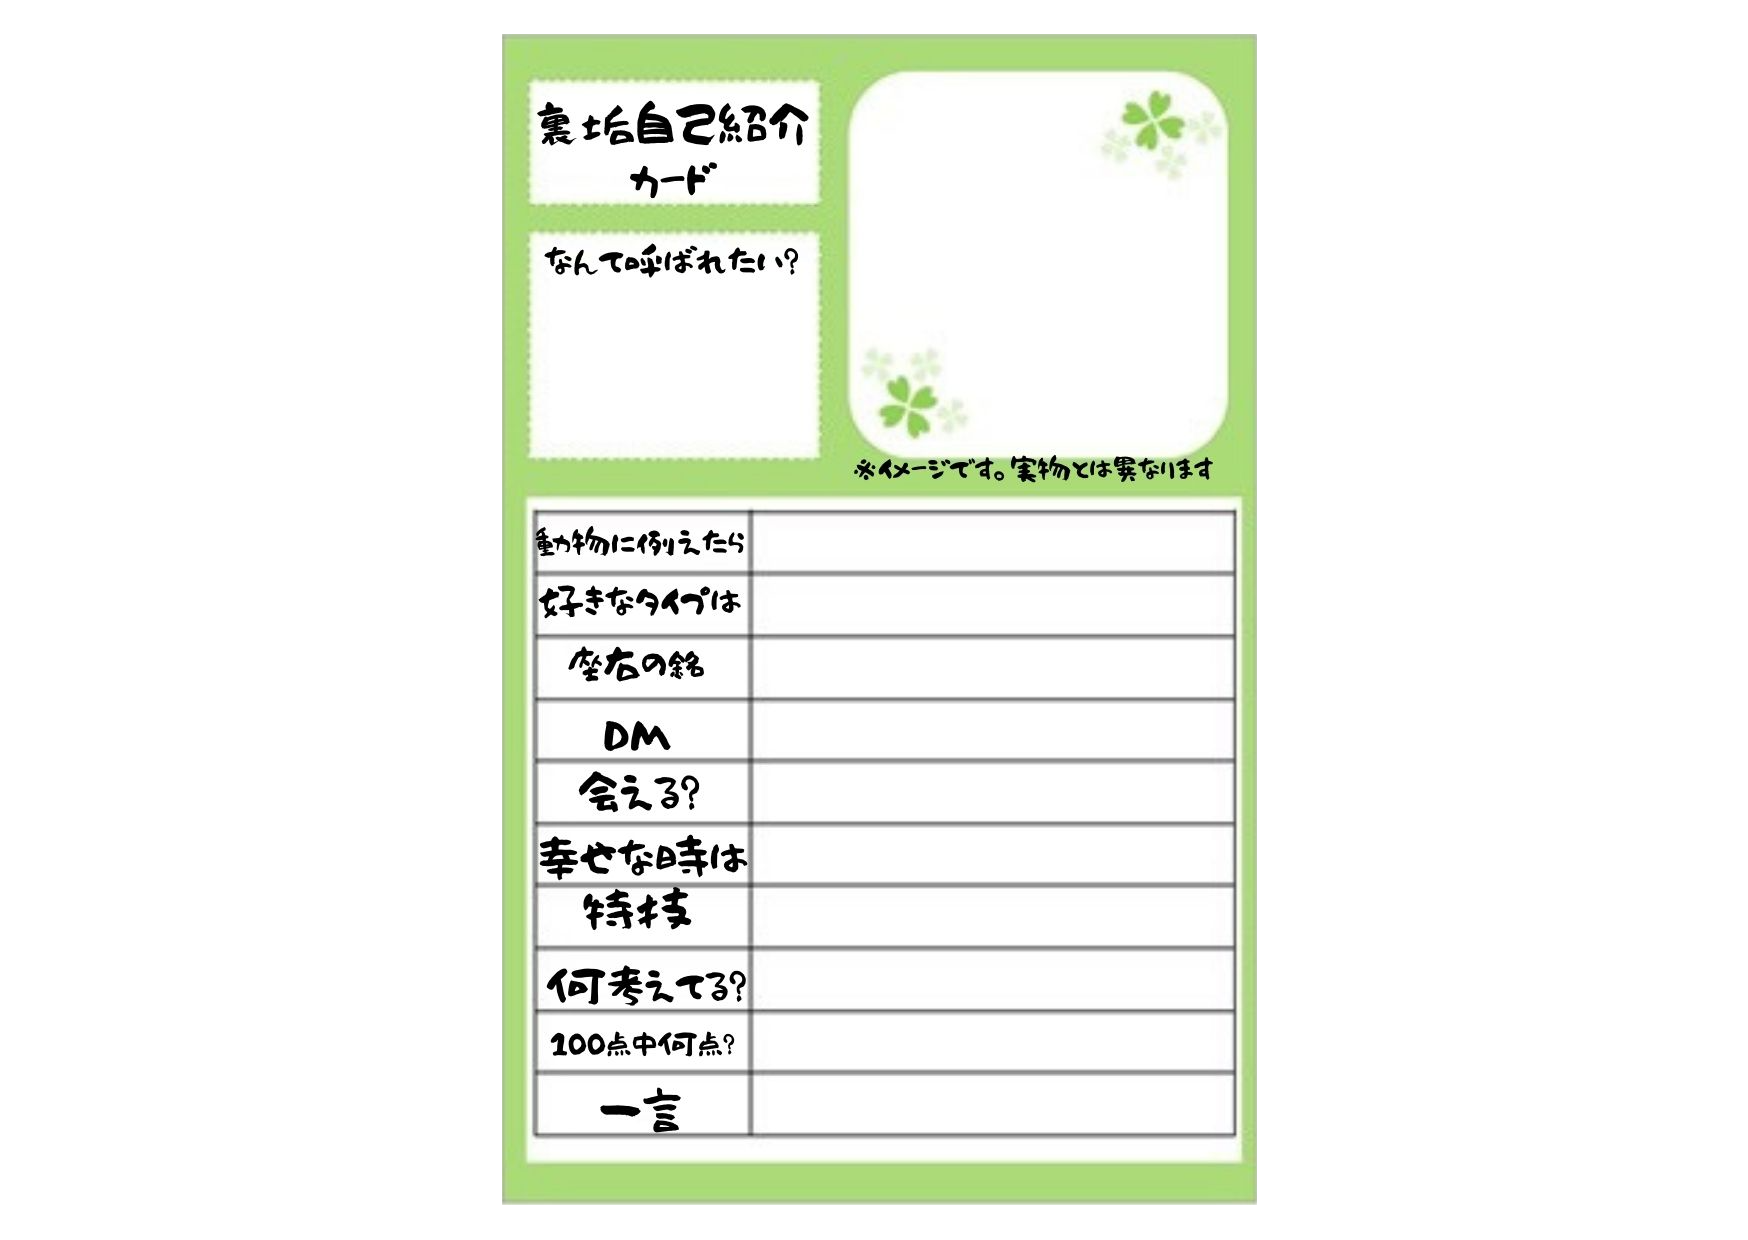 裏垢自己紹介
カード
なんて呼ばれたい?
※イメージです。実物とは異なります
動物に例えたら
好きなタイプは
座右の銘
DM
会える?
幸せな時は
特技
何考えてる?
100点中何点?
一言